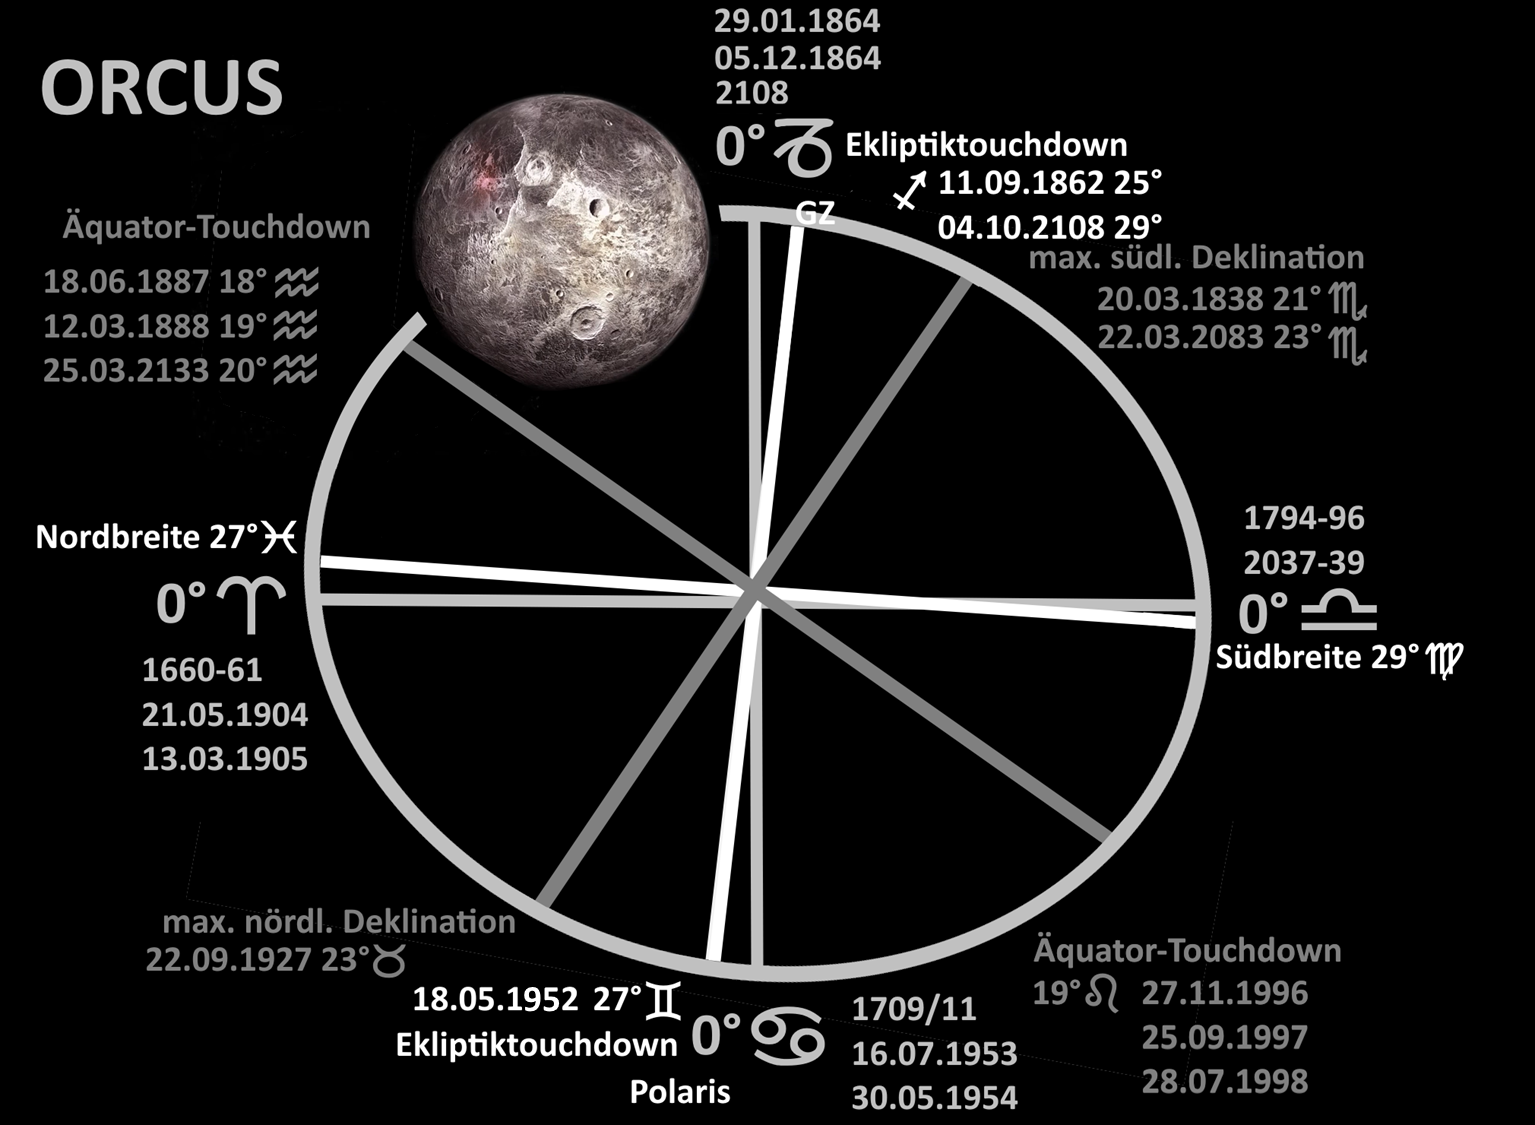 ORCUS
29.01.1864
05.12.1864
2108
0° ♑ Ekliptiktouchdown
♐ 11.09.1862 25°
04.10.2108 29°
GZ
max. südl. Deklination
20.03.1838 21° ♏
22.03.2083 23° ♏
Äquator-Touchdown
18.06.1887 18° ♒
12.03.1888 19° ♒
25.03.2133 20° ♒
Nordbreite 27° ♓
0° ♈
1660-61
21.05.1904
13.03.1905
1794-96
2037-39
0° ♎
Südbreite 29° ♍
max. nördl. Deklination
22.09.1927 23° ♉
18.05.1952 27° ♊
Ekliptiktouchdown
0° ♋
Polaris
1709/11
16.07.1953
30.05.1954
Äquator-Touchdown
19° ♌ 27.11.1996
25.09.1997
28.07.1998